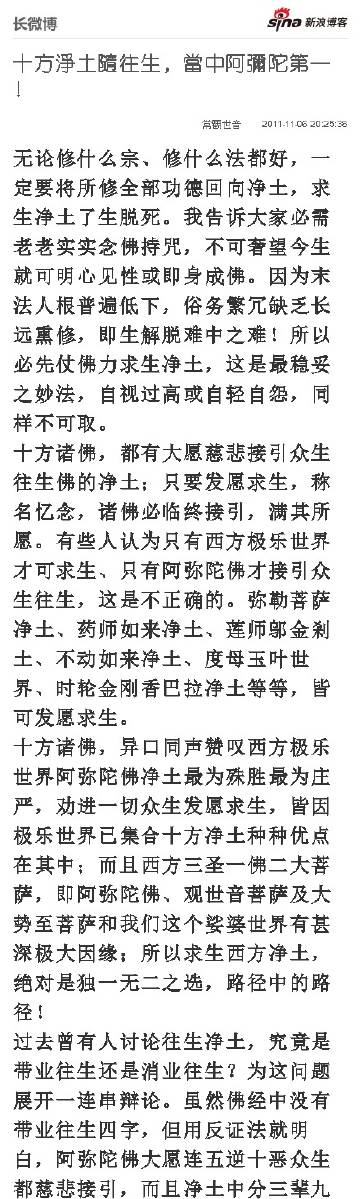 长微博
sina 新浪博客
十方淨土隨往生，當中阿彌陀第一
！
常觀世音 2011-11-06 20:25:36
无论修什么宗、修什么法都好，一
定要将所修全部功德回向净土，求
生净土了生脱死。我告诉大家必需
老老实实念佛持咒，不可奢望今生
就可明心见性或即身成佛。因为末
法人根普遍低下，俗务繁冗缺乏长
远熏修，即生解脱难中之难！所以
必先仗佛力求生净土，这是最稳妥
之妙法，自视过高或自轻自怨，同
样不可取。
十方诸佛，都有大愿慈悲接引众生
往生佛的净土；只要发愿求生，称
名忆念，诸佛必临终接引，满其所
愿。有些人认为只有西方极乐世界
才可求生、只有阿弥陀佛才接引众
生往生，这是不正确的。弥勒菩萨
净土、药师如来净土、莲师邬金剎
土、不动如来净土、度母玉叶世
界、时轮金刚香巴拉净土等等，皆
可发愿求生。
十方诸佛，异口同声赞叹西方极乐
世界阿弥陀佛净土最为殊胜最为庄
严，劝进一切众生发愿求生，皆因
极乐世界已集合十方净土种种优点
在其中；而且西方三圣一佛二大菩
萨，即阿弥陀佛、观世音菩萨及大
势至菩萨和我们这个娑婆世界有甚
深极大因缘；所以求生西方净土，
绝对是独一无二之选，路径中的路
径！
过去曾有人讨论往生净土，究竟是
带业往生还是消业往生？为这问题
展开一连串辩论。虽然佛经中没有
带业往生四字，但用反证法就明
白，阿弥陀佛大愿连五逆十恶众生
都慈悲接引，而且净土中分三辈九